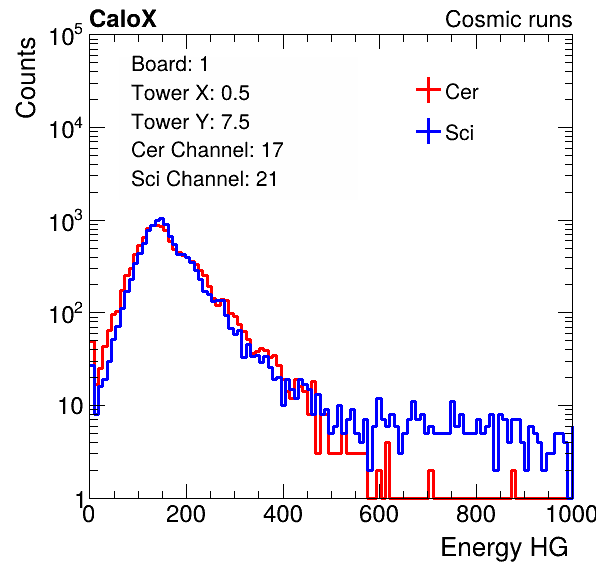 CaloX Cosmic runs
Counts
10^5
10^4
10^3
10^2
10
1
Board: 1
Tower X: 0.5
Tower Y: 7.5
Cer Channel: 17
Sci Channel: 21
Cer
Sci
0 200 400 600 800 1000
Energy HG